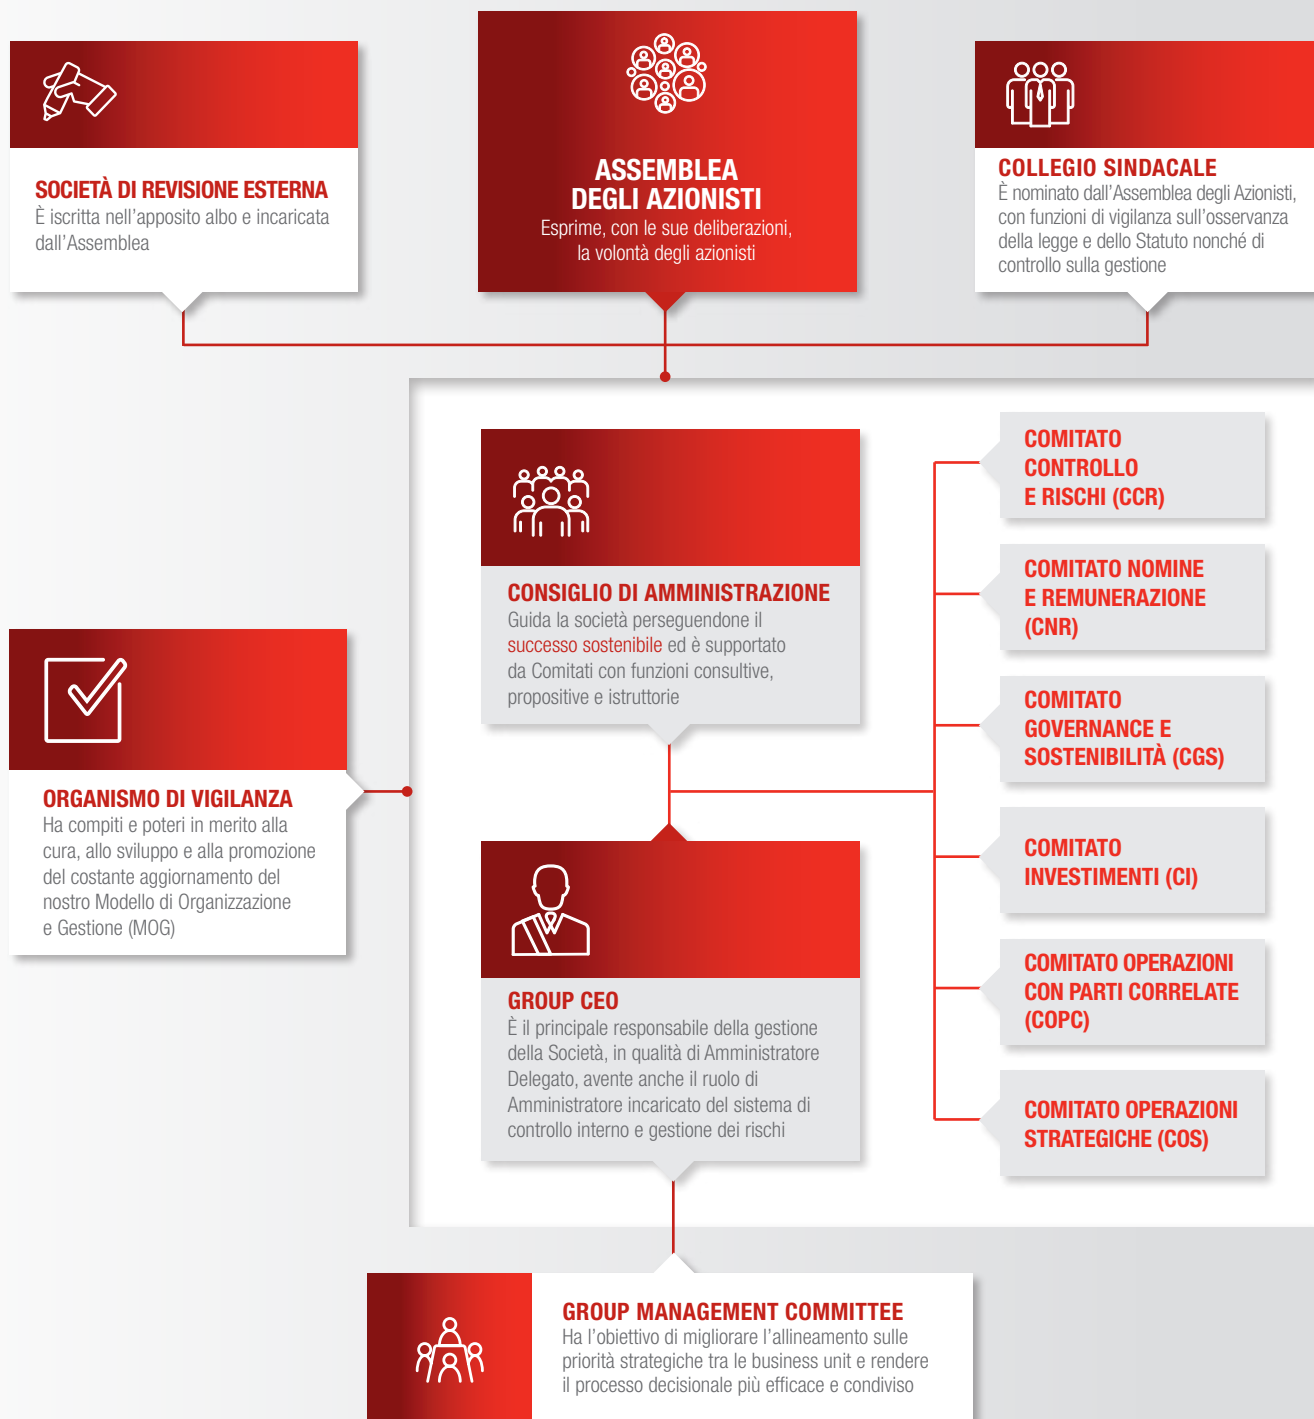 SOCIETÀ DI REVISIONE ESTERNA
È iscritta nell'apposito albo e incaricata
dall'Assemblea
ASSEMBLEA
DEGLI AZIONISTI
Esprime, con le sue deliberazioni,
la volontà degli azionisti
COLLEGIO SINDACALE
È nominato dall'Assemblea degli Azionisti,
con funzioni di vigilanza sull'osservanza
della legge e dello Statuto nonché di
controllo sulla gestione
CONSIGLIO DI AMMINISTRAZIONE
Guida la società perseguendone il
successo sostenibile ed è supportato
da Comitati con funzioni consultive,
propositive e istruttorie
COMITATO
CONTROLLO
E RISCHI (CCR)
COMITATO NOMINE
E REMUNERAZIONE
(CNR)
COMITATO
GOVERNANCE E
SOSTENIBILITÀ (CGS)
COMITATO
INVESTIMENTI (CI)
COMITATO OPERAZIONI
CON PARTI CORRELATE
(COPC)
COMITATO OPERAZIONI
STRATEGICHE (COS)
ORGANISMO DI VIGILANZA
Ha compiti e poteri in merito alla
cura, allo sviluppo e alla promozione
del costante aggiornamento del
nostro Modello di Organizzazione
e Gestione (MOG)
GROUP CEO
È il principale responsabile della gestione
della Società, in qualità di Amministratore
Delegato, avente anche il ruolo di
Amministratore incaricato del sistema di
controllo interno e gestione dei rischi
GROUP MANAGEMENT COMMITTEE
Ha l'obiettivo di migliorare l'allineamento sulle
priorità strategiche tra le business unit e rendere
il processo decisionale più efficace e condiviso